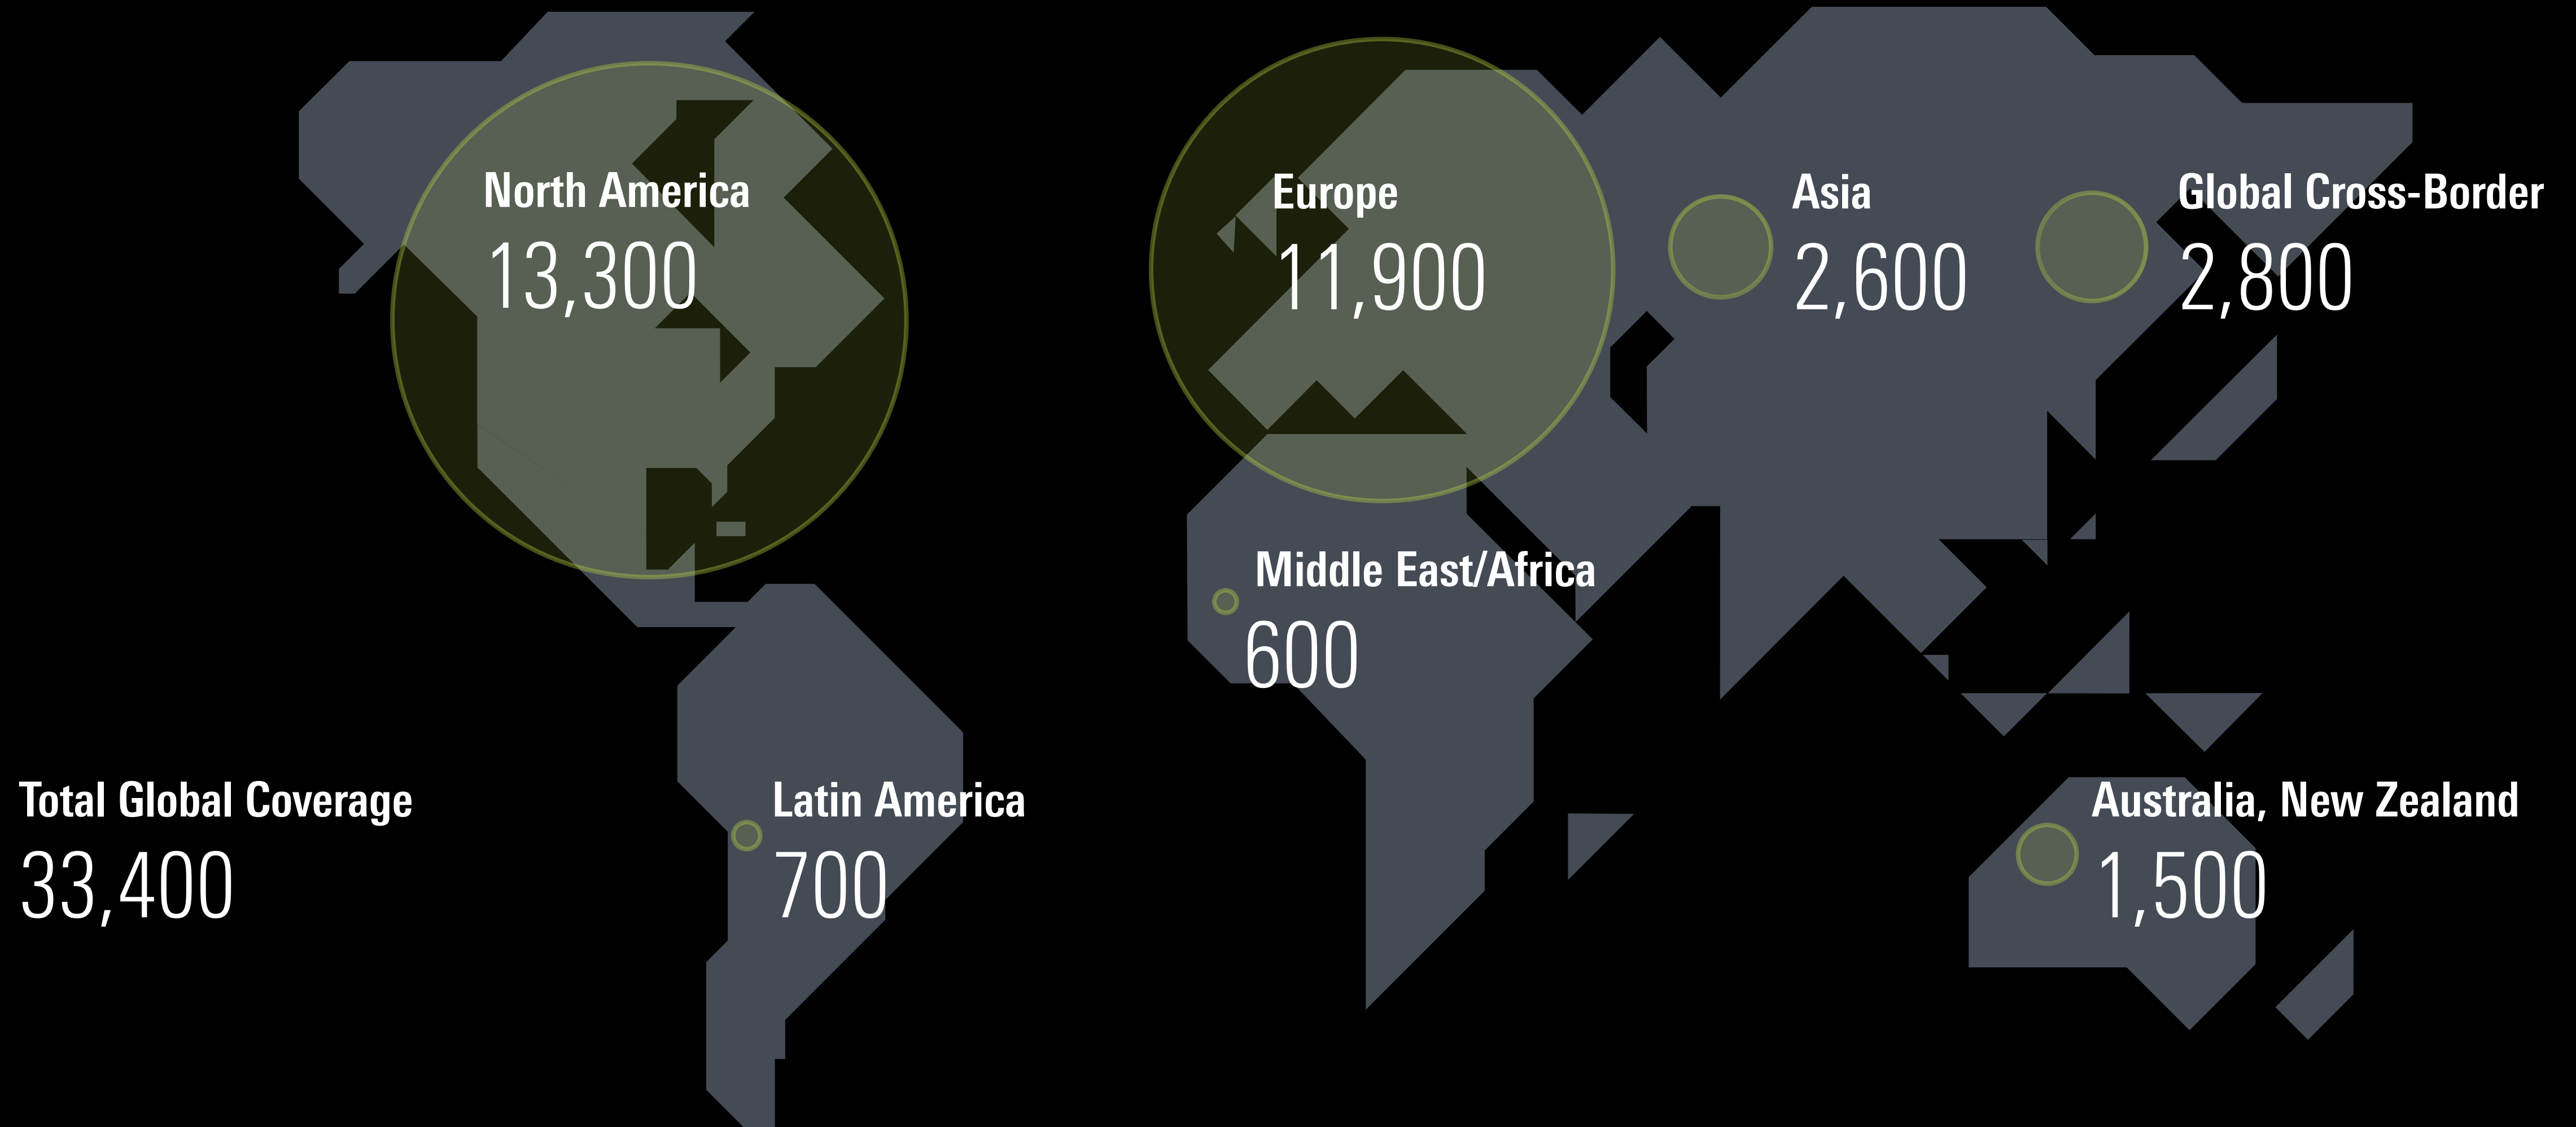 North America
13,300
Europe
11,900
Asia
2,600
Global Cross-Border
2,800
Middle East/Africa
600
Total Global Coverage
33,400
Latin America
700
Australia, New Zealand
1,500